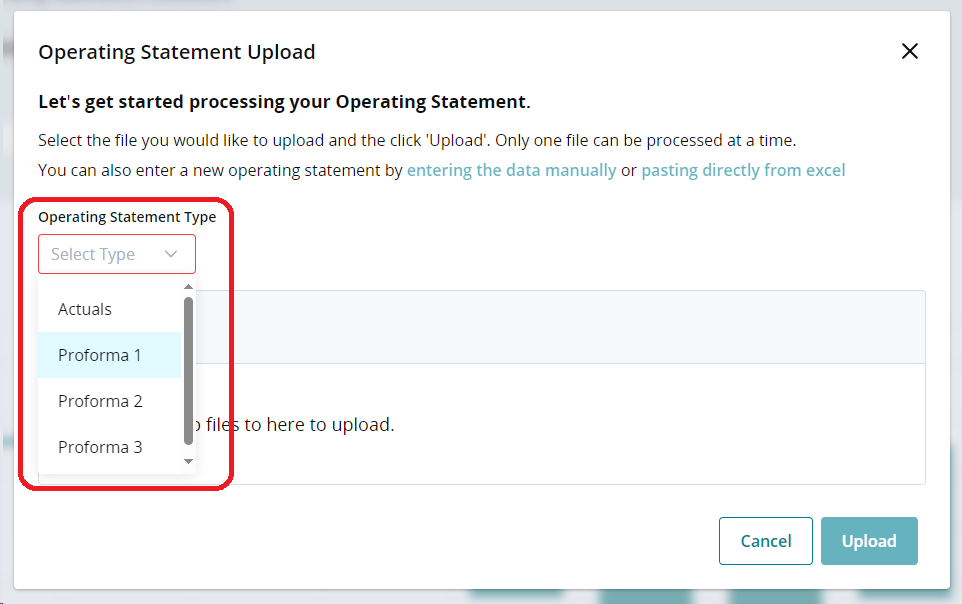 Operating Statement Upload
Let's get started processing your Operating Statement.
Select the file you would like to upload and the click 'Upload'. Only one file can be processed at a time.
You can also enter a new operating statement by entering the data manually or pasting directly from excel
Operating Statement Type
Select Type
Actuals
Proforma 1
Proforma 2
files to here to upload.
Proforma 3
Cancel
Upload